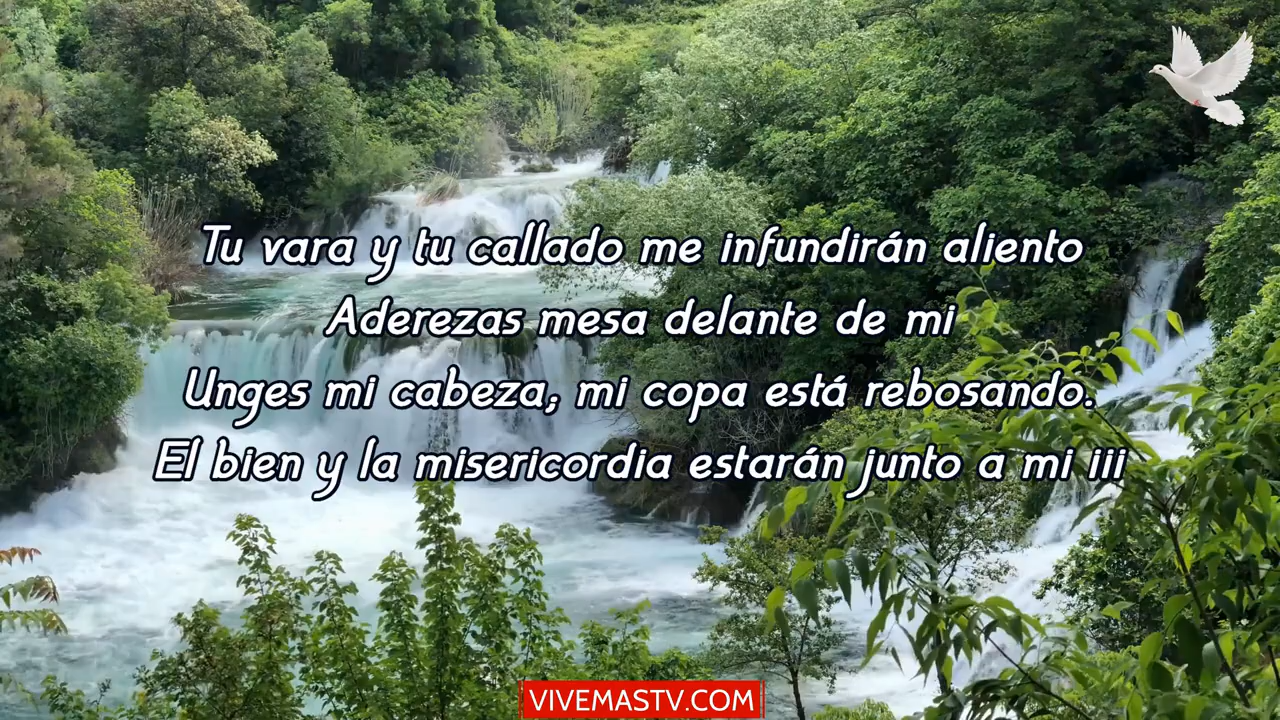 Tu vara y tu callado me infundirán aliento
Aderezas mesa delante de mi
Unges mi cabeza, mi copa está rebosando.
El bien y la misericordia estarán junto a mi iii
VIVEMASTV.COM